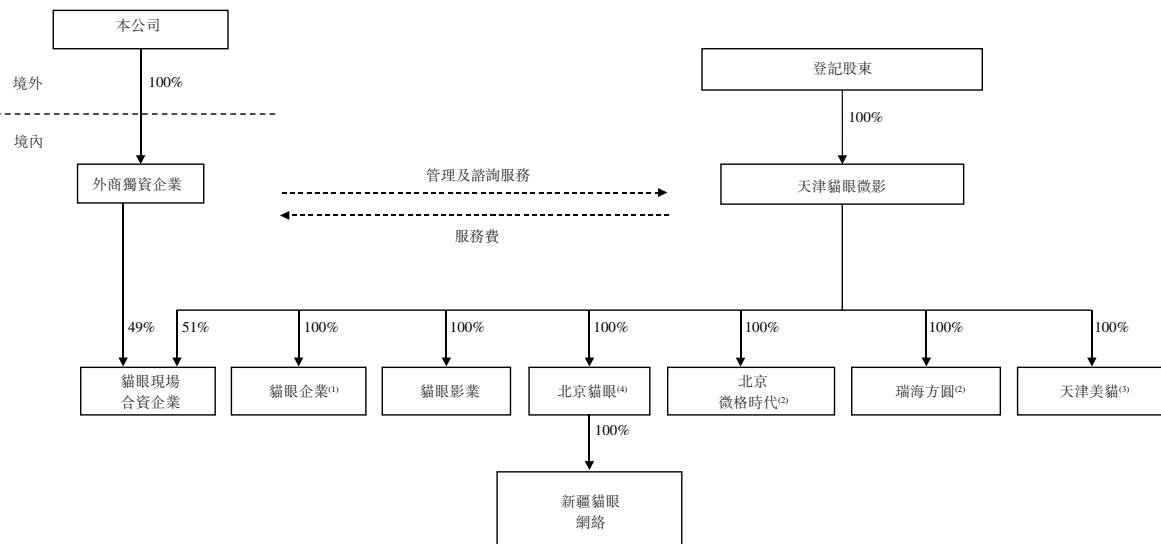 本公司
登記股東
境外
100%
100%
境內
外商獨資企業
管理及諮詢服務
天津貓眼微影
服務費
49%
51%
100%
100%
100%
100%
100%
100%
貓眼現場
合資企業
貓眼企業(1)
貓眼影業
北京貓眼(4)
北京
微格時代(2)
瑞海方圓(2)
天津美貓(3)
100%
新疆貓眼
網絡